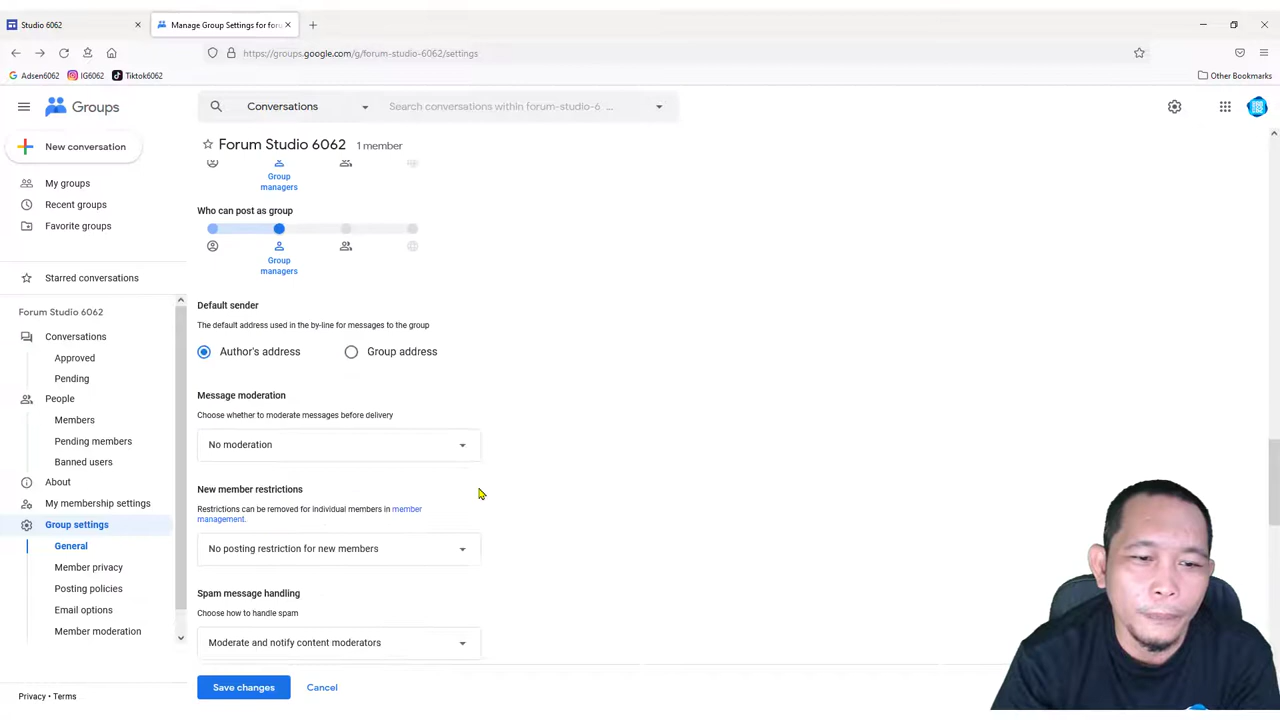 Studio 6062
Manage Group Settings for foru
https://groups.google.com/g/forum-studio-6062/settings
Adsen6062
IG6062
Tiktok6062
Other Bookmarks
Groups
Conversations
Search conversations within forum-studio-6 ...
New conversation
My groups
Recent groups
Favorite groups
Starred conversations
Forum Studio 6062
Conversations
Approved
Pending
People
Members
Pending members
Banned users
About
My membership settings
Group settings
General
Member privacy
Posting policies
Email options
Member moderation
Privacy • Terms
Forum Studio 6062 1 member
Group
managers
Who can post as group
Group
managers
Default sender
The default address used in the by-line for messages to the group
Author's address
Group address
Message moderation
Choose whether to moderate messages before delivery
No moderation
New member restrictions
Restrictions can be removed for individual members in member
management.
No posting restriction for new members
Spam message handling
Choose how to handle spam
Moderate and notify content moderators
Save changes
Cancel